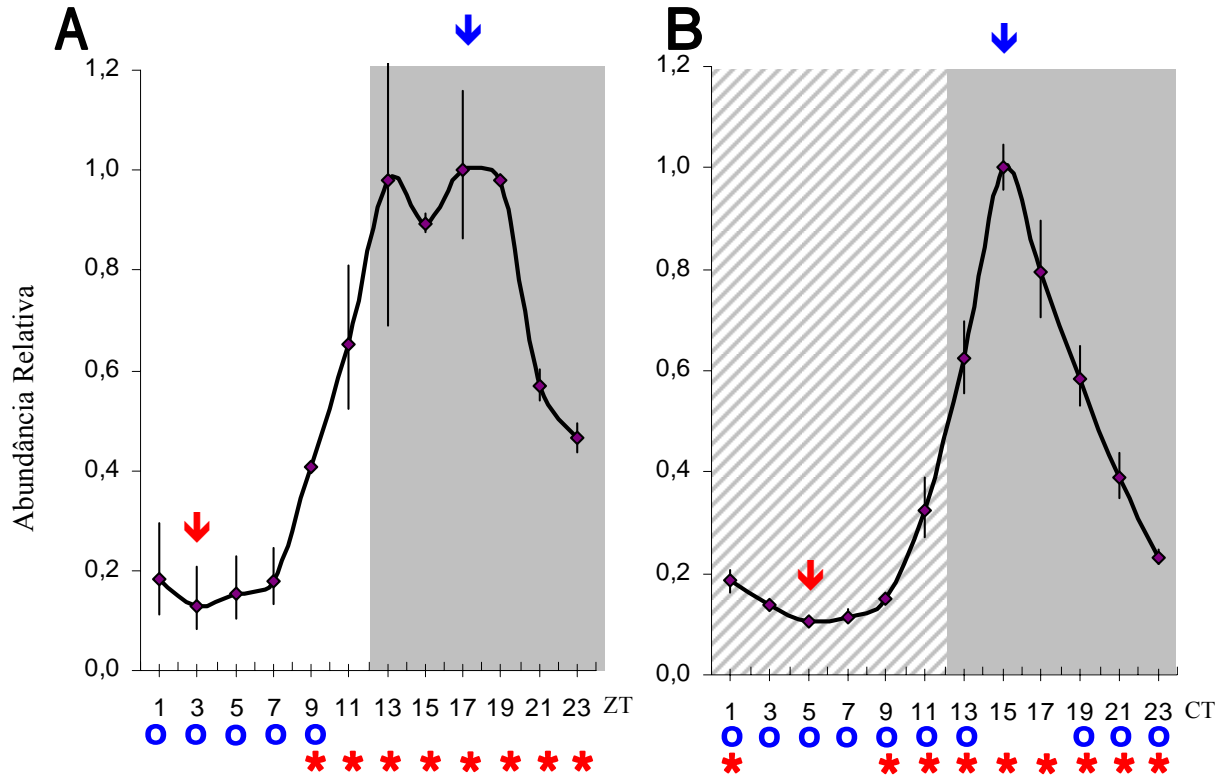 A
1,2
1,0
0,8
0,6
0,4
0,2
0,0
Abundância Relativa
1 3 5 7 9 11 13 15 17 19 21 23 ZT
o o o o o
* * * * * * * *
B
1,2
1,0
0,8
0,6
0,4
0,2
0,0
1 3 5 7 9 11 13 15 17 19 21 23 CT
o o o o o o o o o o
* * * * * * * * *